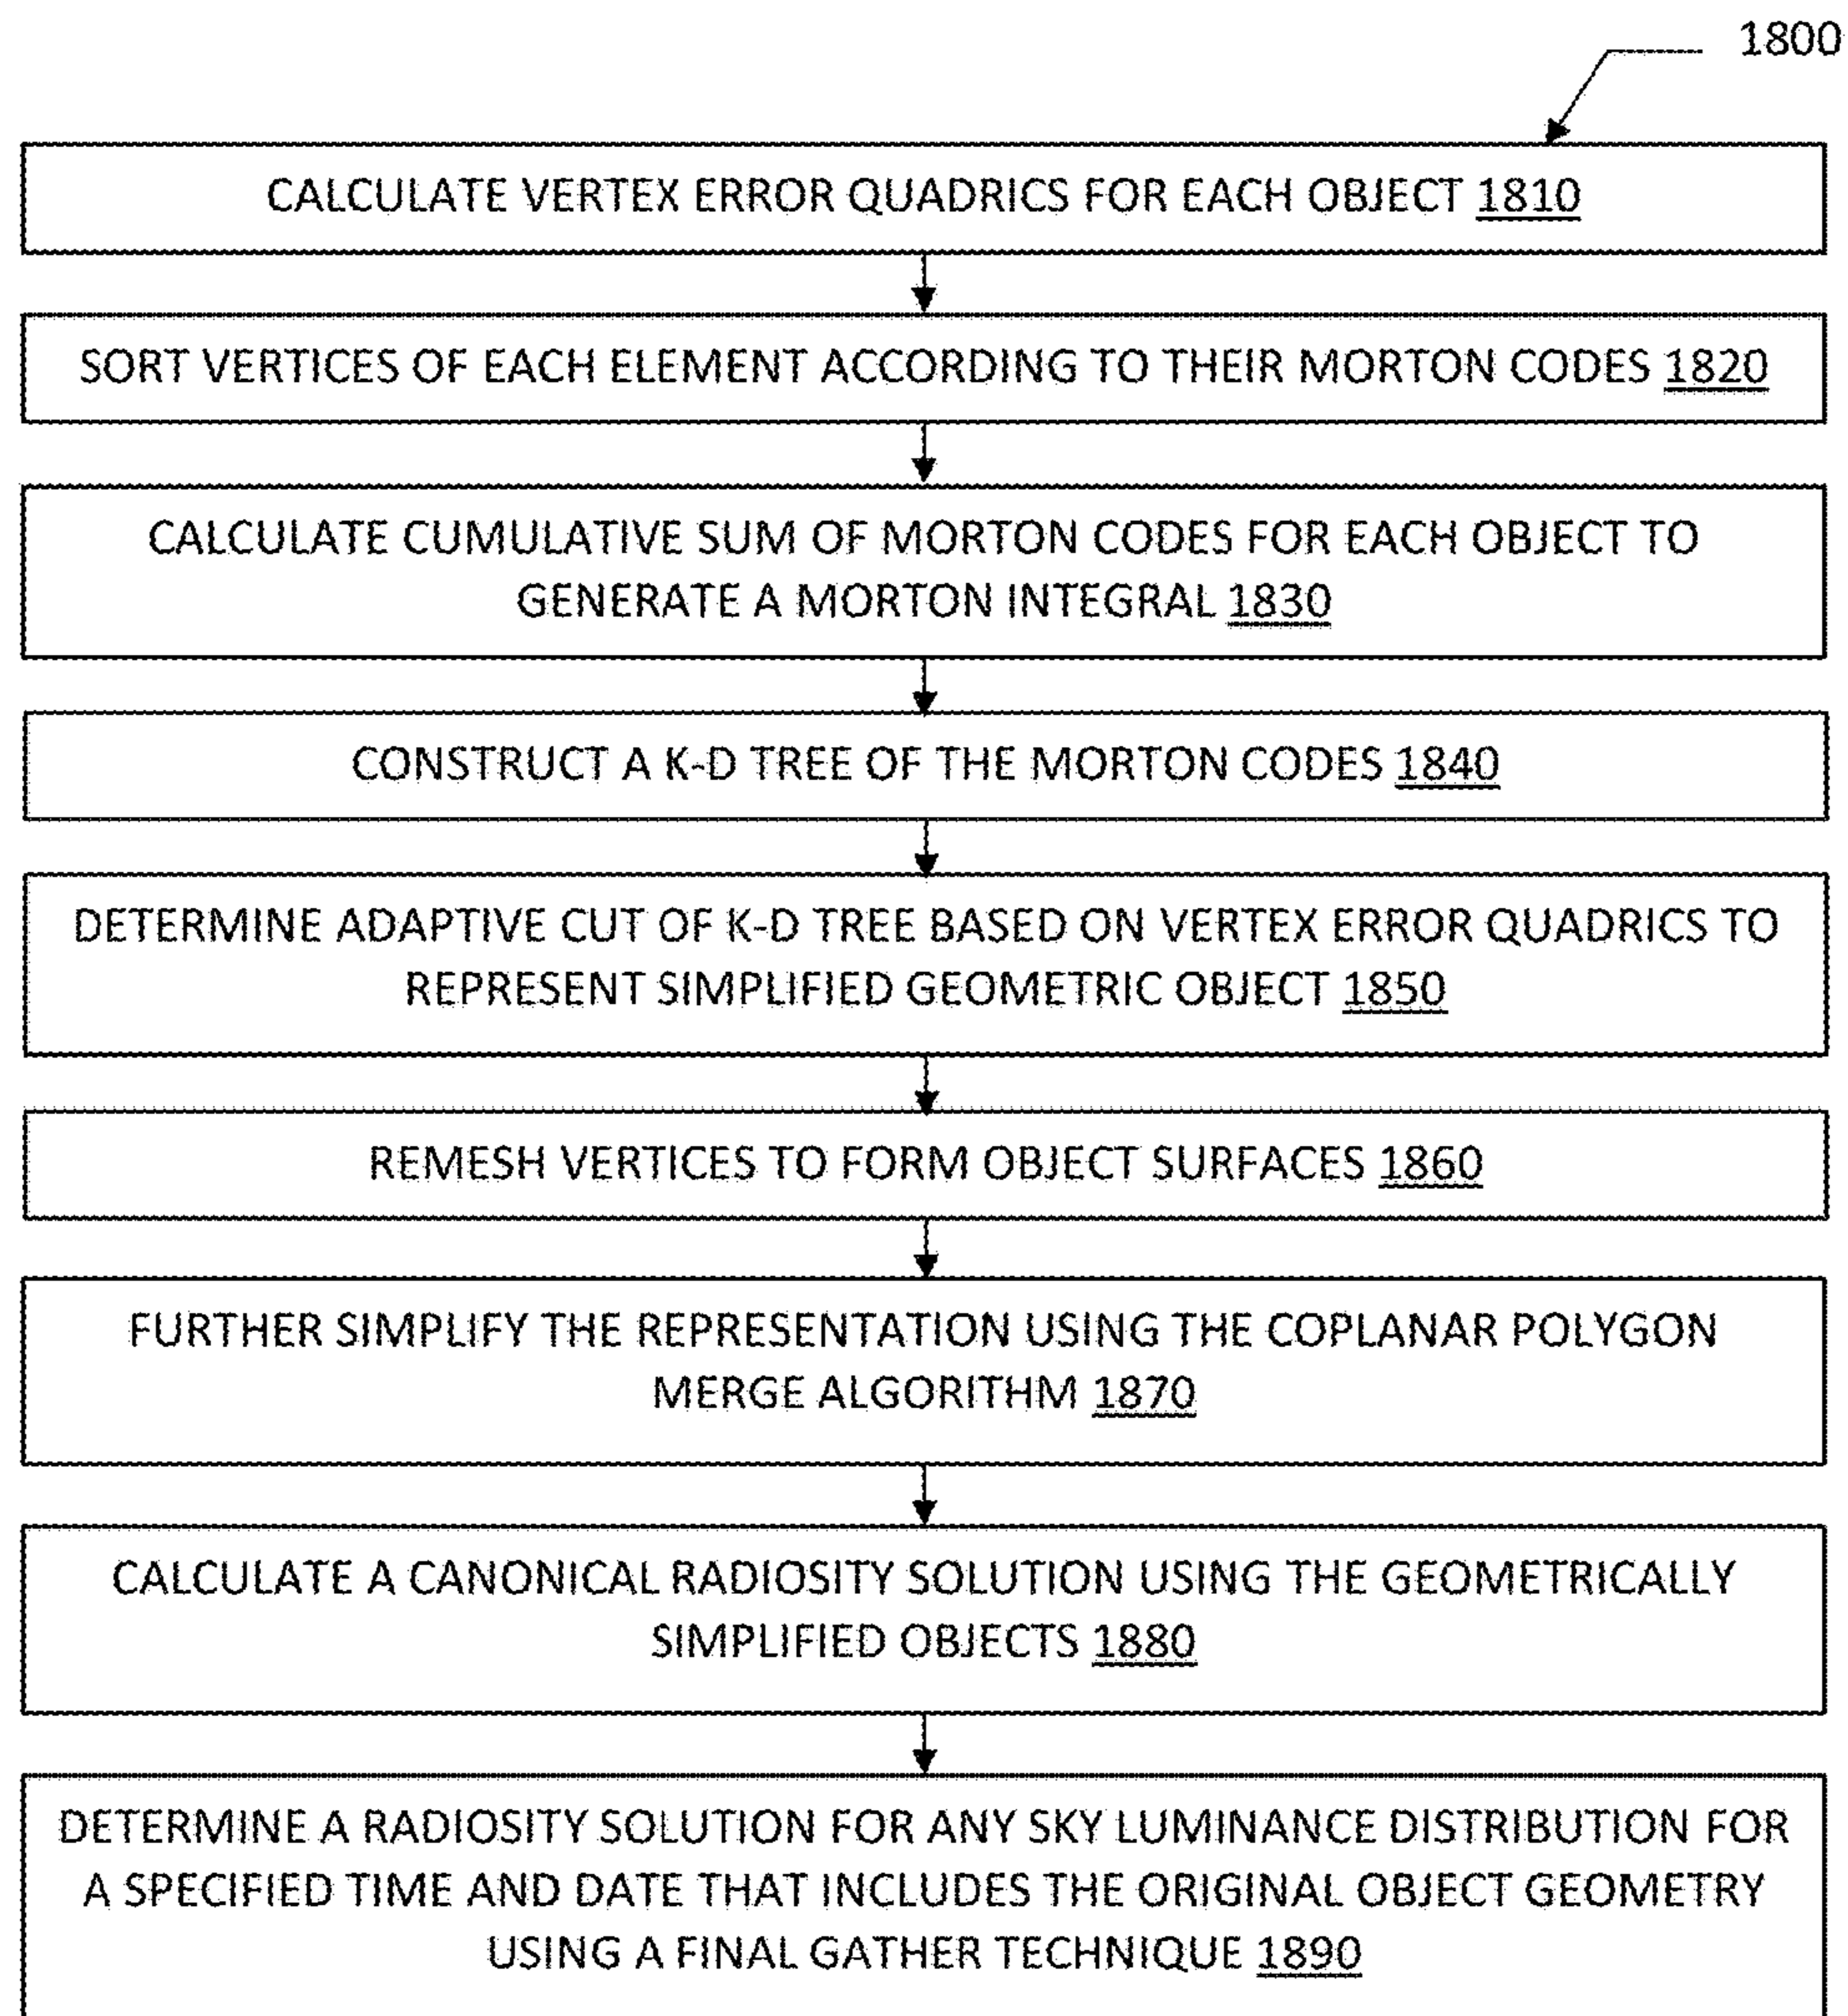 1800
CALCULATE VERTEX ERROR QUADRICS FOR EACH OBJECT 1810
SORT VERTICES OF EACH ELEMENT ACCORDING TO THEIR MORTON CODES 1820
CALCULATE CUMULATIVE SUM OF MORTON CODES FOR EACH OBJECT TO
GENERATE A MORTON INTEGRAL 1830
CONSTRUCT A K-D TREE OF THE MORTON CODES 1840
DETERMINE ADAPTIVE CUT OF K-D TREE BASED ON VERTEX ERROR QUADRICS TO
REPRESENT SIMPLIFIED GEOMETRIC OBJECT 1850
REMESH VERTICES TO FORM OBJECT SURFACES 1860
FURTHER SIMPLIFY THE REPRESENTATION USING THE COPLANAR POLYGON
MERGE ALGORITHM 1870
CALCULATE A CANONICAL RADIOSITY SOLUTION USING THE GEOMETRICALLY
SIMPLIFIED OBJECTS 1880
DETERMINE A RADIOSITY SOLUTION FOR ANY SKY LUMINANCE DISTRIBUTION FOR
A SPECIFIED TIME AND DATE THAT INCLUDES THE ORIGINAL OBJECT GEOMETRY
USING A FINAL GATHER TECHNIQUE 1890